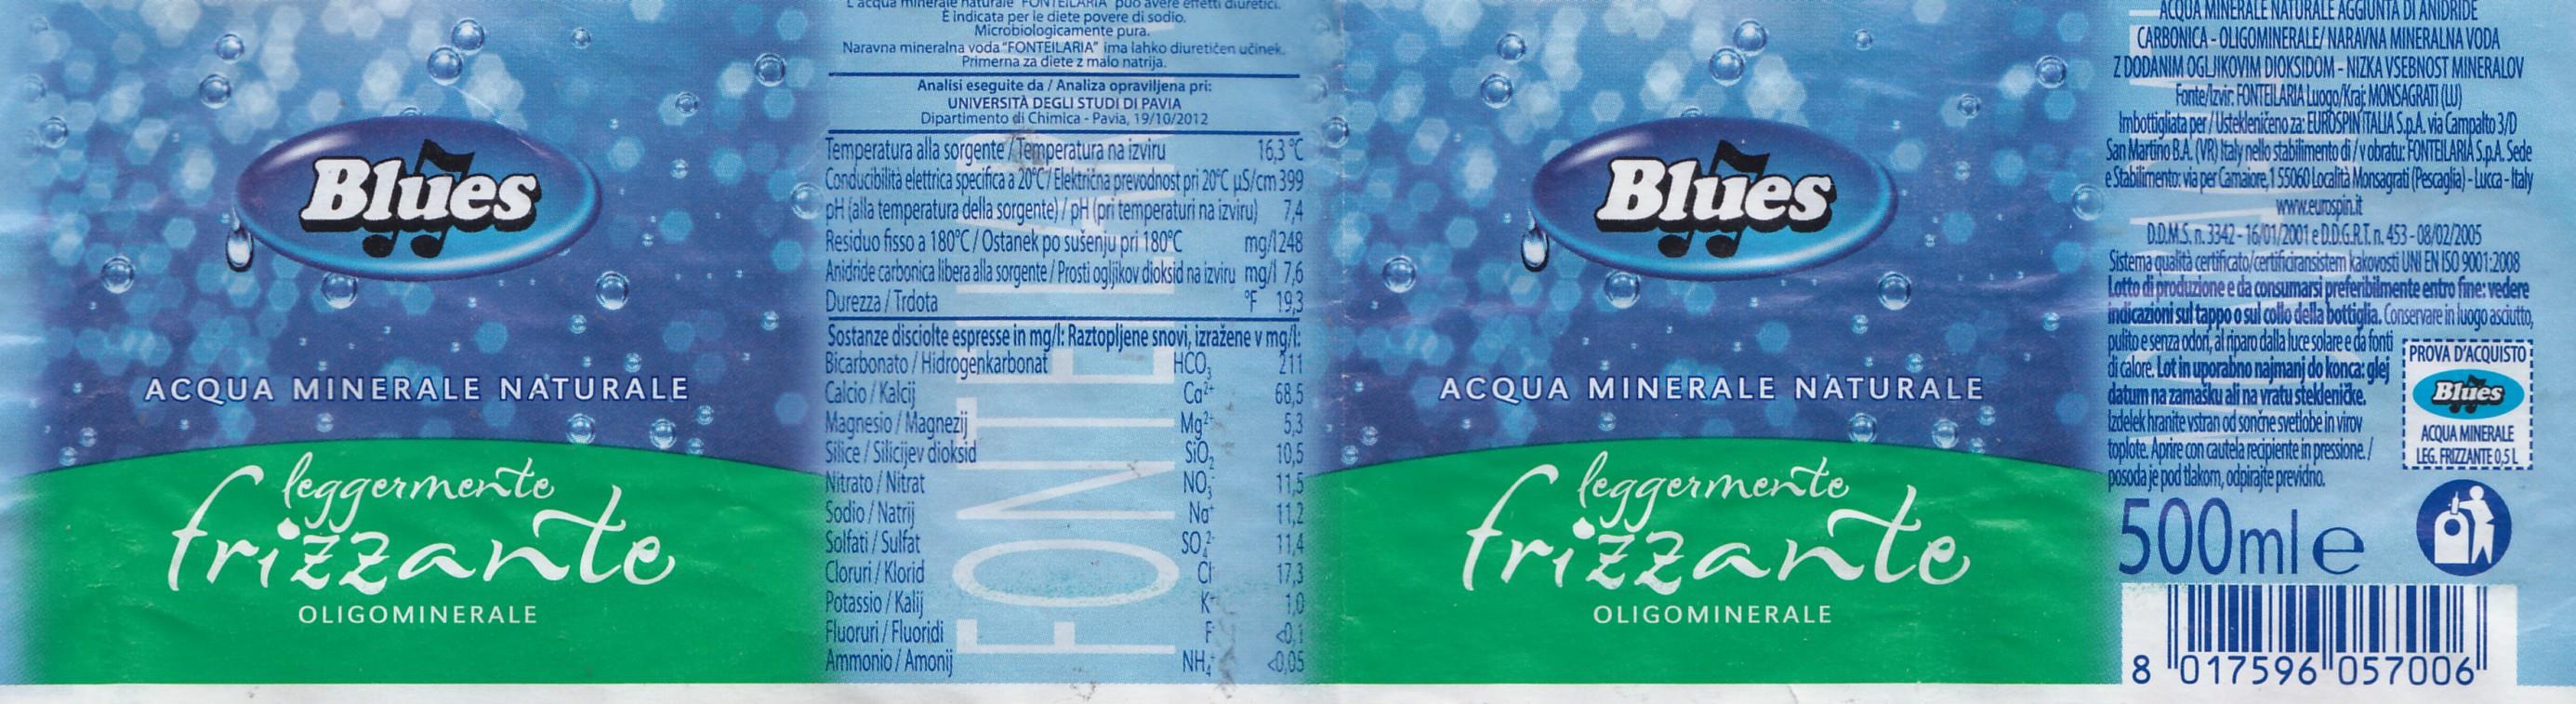 Blues
ACQUA MINERALE NATURALE
leggermente
frizzante
OLIGOMINERALE
L'acqua minerale naturale "FONTEILARIA" può avere effetti diuretici.
È indicata per le diete povere di sodio.
Microbiologicamente pura.
Naravna mineralna voda "FONTEILARIA" ima lahko diuretičen učinek.
Primerna za diete z malo natrija.
Analisi eseguite da / Analiza opraviljena pri:
UNIVERSITÀ DEGLI STUDI DI PAVIA
Dipartimento di Chimica - Pavia, 19/10/2012
Temperatura alla sorgente / Temperatura na izviru 16,3 °C
Conducibilità elettrica specifica a 20°C / Električna prevodnost pri 20°C µS/cm 399
pH (alla temperatura della sorgente) / pH (pri temperaturi na izviru) 7,4
Residuo fisso a 180°C / Ostanek po sušenju pri 180°C mg/l 248
Anidride carbonica libera alla sorgente / Prosti ogljikov dioksid na izviru mg/l 7,6
Durezza / Trdota °F 19,3
Sostanze disciolte espresse in mg/l: Raztopljene snovi, izražene v mg/l:
Bicarbonato / Hidrogenkarbonat HCO₃⁻ 211
Calcio / Kalcij Ca²⁺ 68,5
Magnesio / Magnezij Mg²⁺ 5,3
Silice / Silicijev dioksid SiO₂ 10,5
Nitrato / Nitrat NO₃⁻ 11,5
Sodio / Natrij Na⁺ 11,2
Solfati / Sulfat SO₄²⁻ 11,4
Cloruri / Klorid Cl⁻ 17,3
Potassio / Kalij K⁺ 1,0
Fluoruri / Fluoridi F⁻ <0,1
Ammonio / Amonij NH₄⁺ <0,05
Blues
ACQUA MINERALE NATURALE
leggermente
frizzante
OLIGOMINERALE
ACQUA MINERALE NATURALE AGGIUNTA DI ANIDRIDE
CARBONICA - OLIGOMINERALE/ NARAVNA MINERALNA VODA
Z DODANIM OGLJIKOVIM DIOKSIDOM - NIZKA VSEBNOST MINERALOV
Fonte/Izvir: FONTEILARIA Luogo/Kraj: MONSAGRATI (LU)
Imbottigliata per / Ustekleničeno za: EUROSPIN ITALIA S.p.A. via Campalto 3/D
San Martino B.A. (VR) Italy nello stabilimento di / v obratu: FONTEILARIA S.p.A. Sede
e Stabilimento: via per Camaiore, 1 55060 Località Monsagrati (Pescaglia) - Lucca - Italy
www.eurospin.it
D.D.M.S. n. 3342 - 16/01/2001 e D.D.G.R.T. n. 453 - 08/02/2005
Sistema qualità certificato/certificiran sistem kakovosti UNI EN ISO 9001:2008
Lotto di produzione e da consumarsi preferibilmente entro fine: vedere
indicazioni sul tappo o sul collo della bottiglia. Conservare in luogo asciutto,
pulito e senza odori, al riparo dalla luce solare e da fonti
di calore. Lot in uporabno najmanj do konca: glej
datum na zamašku ali na vratu stekleničke.
Izdelek hranite vstran od sončne svetlobe in virov
toplote. Aprire con cautela recipiente in pressione. /
posoda je pod tlakom, odpirajte previdno.
PROVA D'ACQUISTO
Blues
ACQUA MINERALE
LEG. FRIZZANTE 0,5 L
500ml e
8 017596 057006